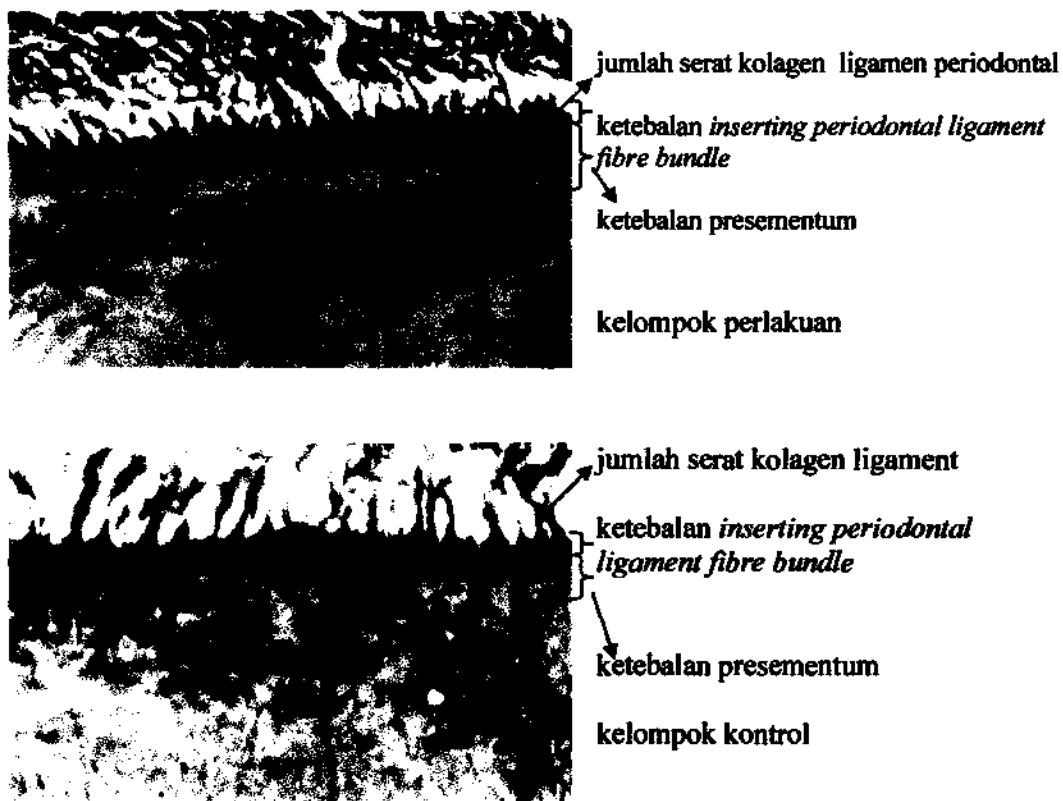 jumlah serat kolagen ligamen periodontal
ketebalan inserting periodontal ligament
fibre bundle
ketebalan presementum
kelompok perlakuan
jumlah serat kolagen ligament
ketebalan inserting periodontal
ligament fibre bundle
ketebalan presementum
kelompok kontrol